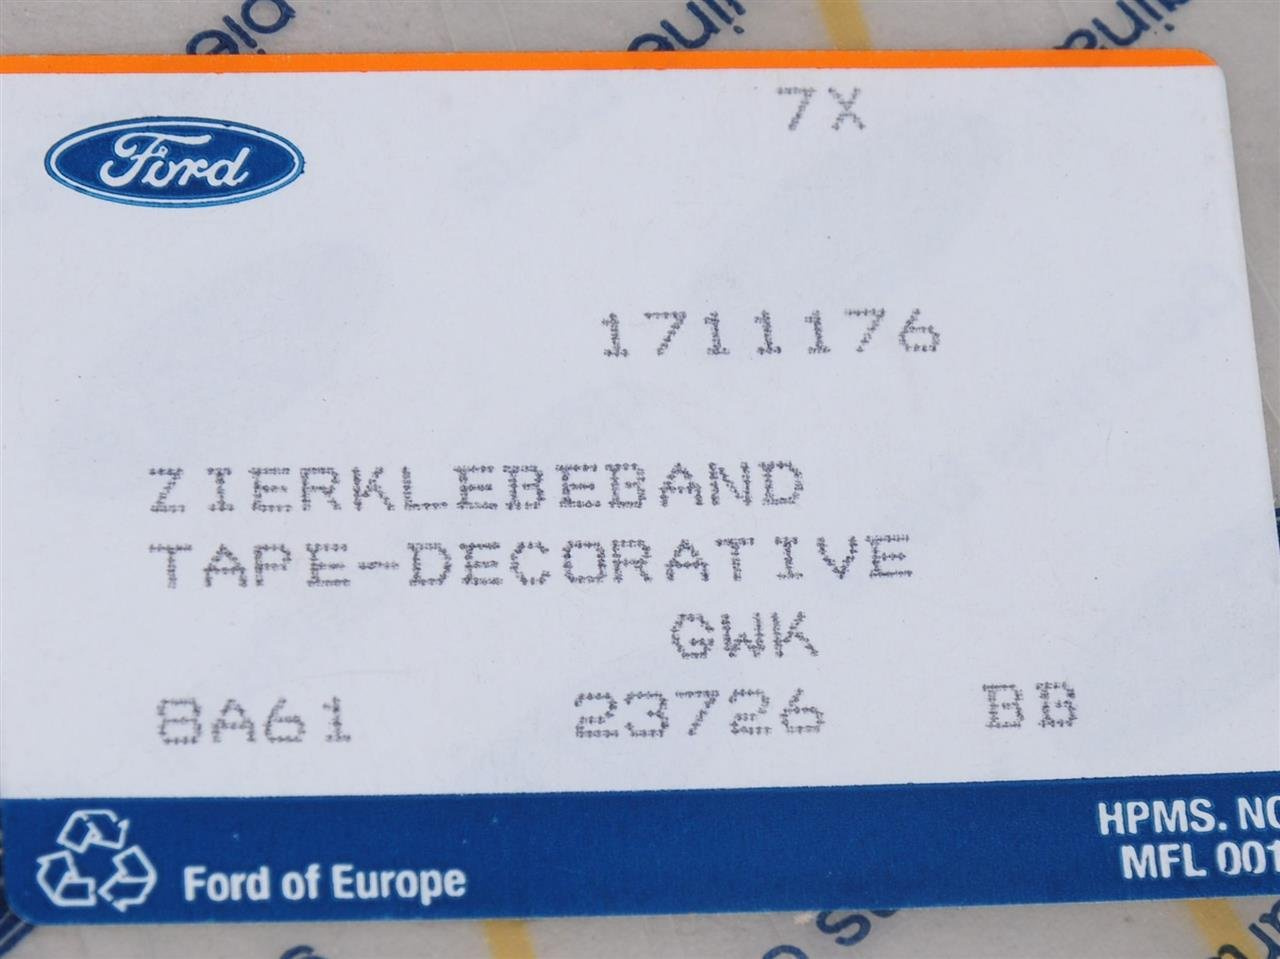 7X
Ford
1711176
ZIERKLEBEBAND
TAPE-DECORATIVE
GWK
8A61 23726 BB
HPMS. NO
MFL 001
Ford of Europe